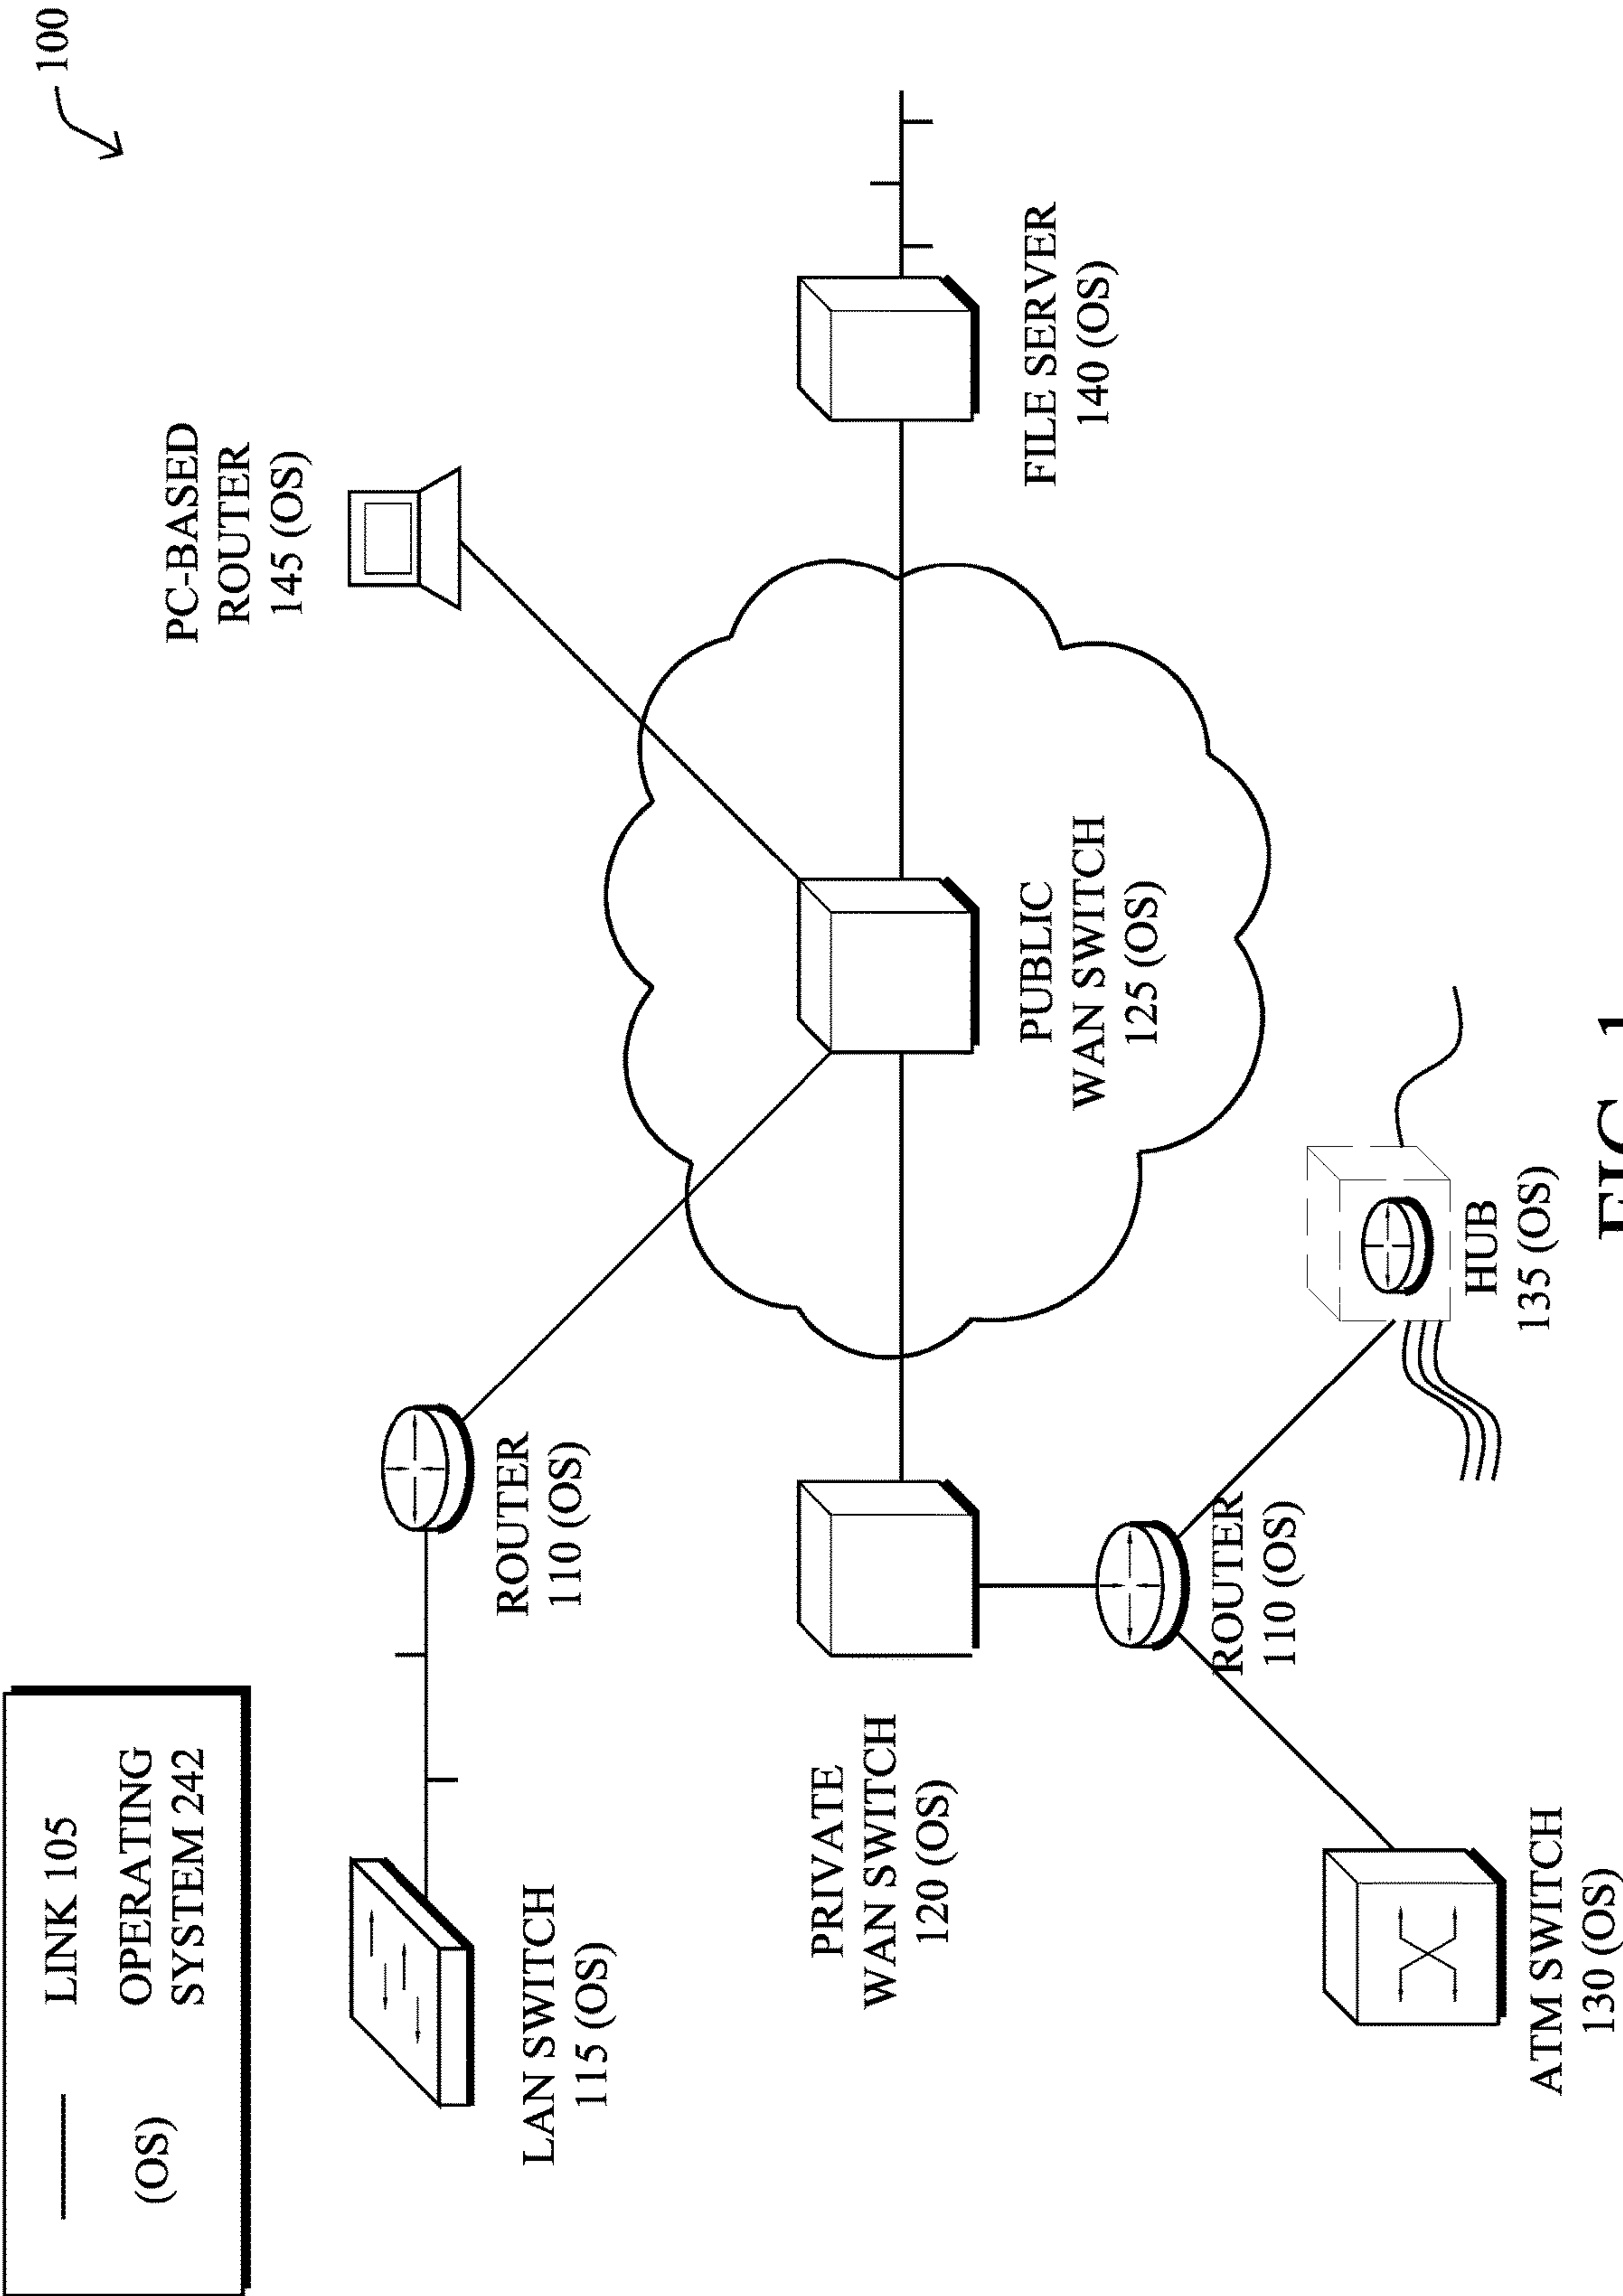 100
LINK 105
(OS) OPERATING
SYSTEM 242
LAN SWITCH
115 (OS)
ROUTER
110 (OS)
PC-BASED
ROUTER
145 (OS)
PRIVATE
WAN SWITCH
120 (OS)
PUBLIC
WAN SWITCH
125 (OS)
FILE SERVER
140 (OS)
ROUTER
110 (OS)
ATM SWITCH
130 (OS)
HUB
135 (OS)
FIG. 1